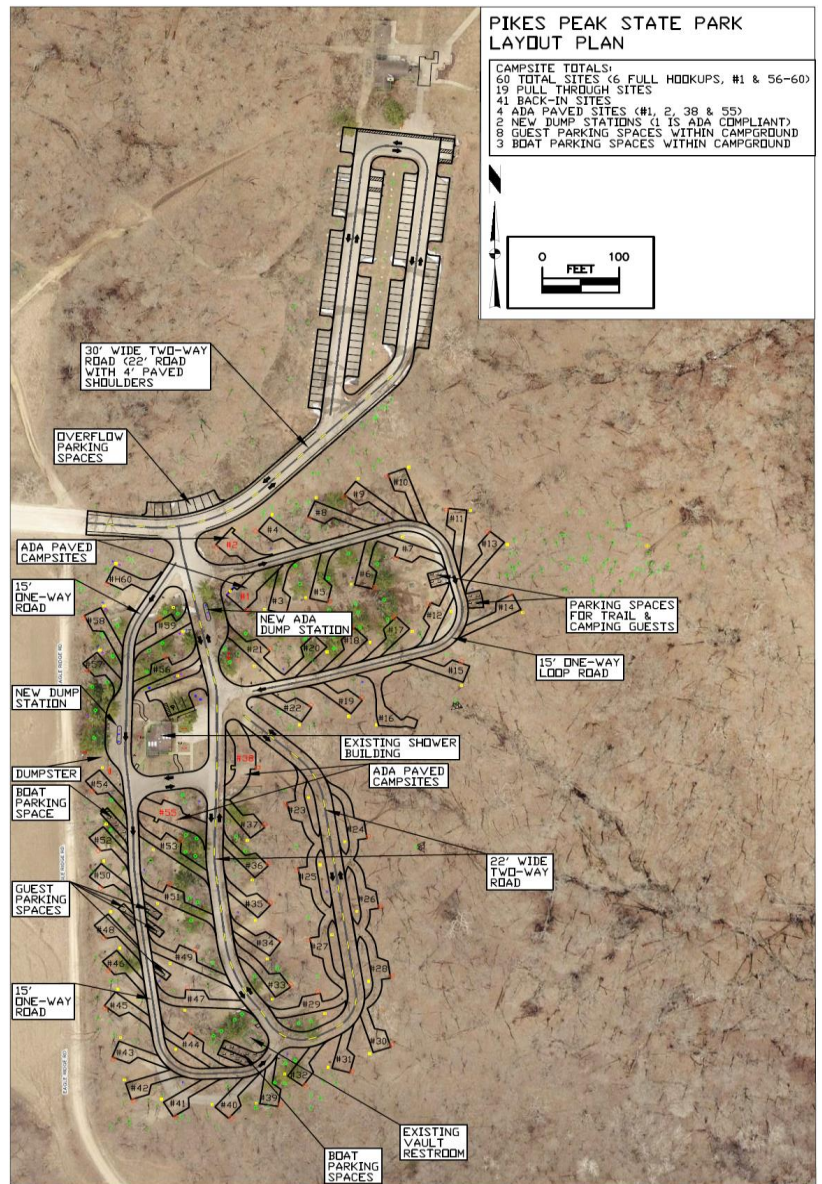 PIKES PEAK STATE PARK
LAYOUT PLAN
CAMPSITE TOTALS:
60 TOTAL SITES (6 FULL HOOKUPS, #1 & 56-60)
19 PULL THROUGH SITES
41 BACK-IN SITES
4 ADA PAVED SITES (#1, 2, 38 & 55)
2 NEW DUMP STATIONS (1 IS ADA COMPLIANT)
8 GUEST PARKING SPACES WITHIN CAMPGROUND
3 BOAT PARKING SPACES WITHIN CAMPGROUND
0 100
FEET
30' WIDE TWO-WAY
ROAD (22' ROAD
WITH 4' PAVED
SHOULDERS
OVERFLOW
PARKING
SPACES
#10
#9
#8
#11
#4
#13
#2
#7
ADA PAVED
CAMPSITES
#H60
#6
15'
ONE-WAY
ROAD
#1
#3
#5
#14
PARKING SPACES
FOR TRAIL &
CAMPING GUESTS
#58
#59
NEW ADA
DUMP STATION
#12
#17
#18
#20
#21
#57
#56
#15
15' ONE-WAY
LOOP ROAD
NEW DUMP
STATION
#22
#19
#16
EXISTING SHOWER
BUILDING
#38
DUMPSTER
ADA PAVED
CAMPSITES
#54
BOAT
PARKING
SPACE
#55
#23
#37
#24
#52
#53
#36
22' WIDE
TWO-WAY
ROAD
#50
#25
GUEST
PARKING
SPACES
#51
#35
#26
#48
#34
#27
#49
#46
#28
#33
15'
ONE-WAY
ROAD
#45
#47
#29
#44
#30
#43
#31
#42
#32
#41
#40
#39
EAGLE RIDGE RD
EXISTING
VAULT
RESTROOM
BOAT
PARKING
SPACES